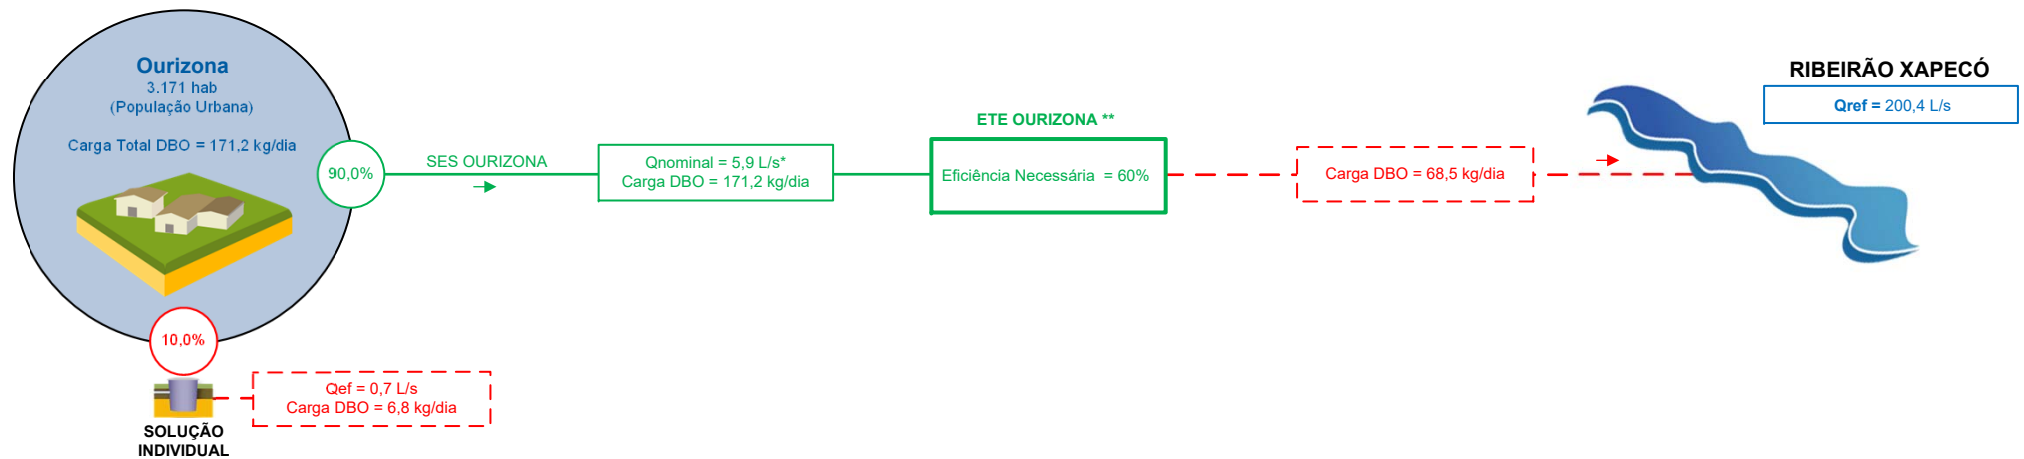 Ourizona
3.171 hab
(População Urbana)
Carga Total DBO = 171,2 kg/dia
90,0%
SES OURIZONA
Qnominal = 5,9 L/s*
Carga DBO = 171,2 kg/dia
ETE OURIZONA **
Eficiência Necessária = 60%
Carga DBO = 68,5 kg/dia
RIBEIRÃO XAPECÓ
Qref = 200,4 L/s
10,0%
Qef = 0,7 L/s
Carga DBO = 6,8 kg/dia
SOLUÇÃO
INDIVIDUAL